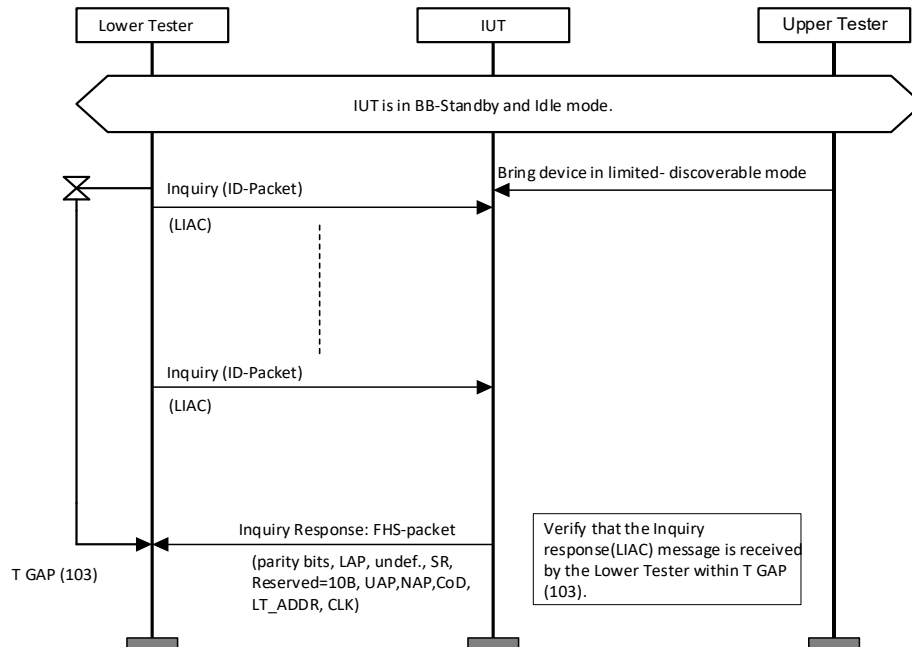 Lower Tester
IUT
Upper Tester
IUT is in BB-Standby and Idle mode.
Bring device in limited- discoverable mode
Inquiry (ID-Packet)
(LIAC)
Inquiry (ID-Packet)
(LIAC)
Inquiry Response: FHS-packet
(parity bits, LAP, undef., SR,
Reserved=10B, UAP,NAP,CoD,
LT_ADDR, CLK)
T GAP (103)
Verify that the Inquiry
response(LIAC) message is received
by the Lower Tester within T GAP
(103).